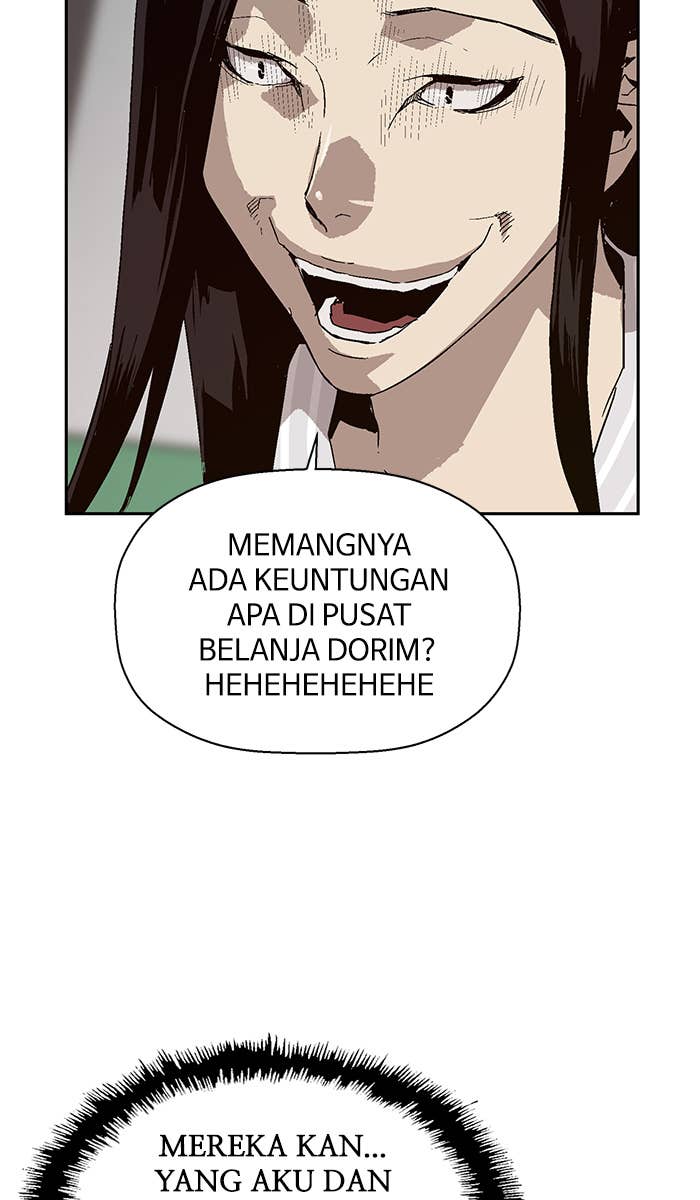 MEMANGNYA
ADA KEUNTUNGAN
APA DI PUSAT
BELANJA DORIM?
HEHEHEHEHEHE
MEREKA KAN...
YANG AKU DAN